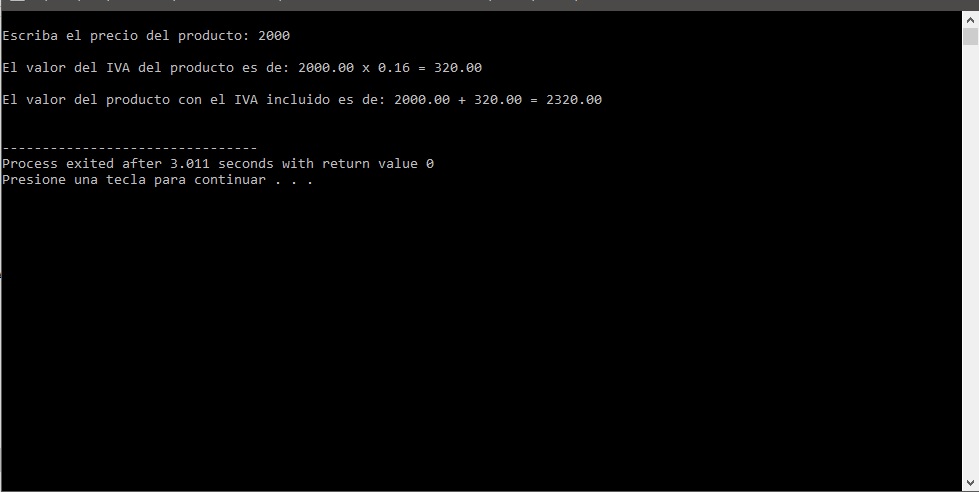 Escriba el precio del producto: 2000
El valor del IVA del producto es de: 2000.00 x 0.16 = 320.00
El valor del producto con el IVA incluido es de: 2000.00 + 320.00 = 2320.00
--------------------------------
Process exited after 3.011 seconds with return value 0
Presione una tecla para continuar . . .